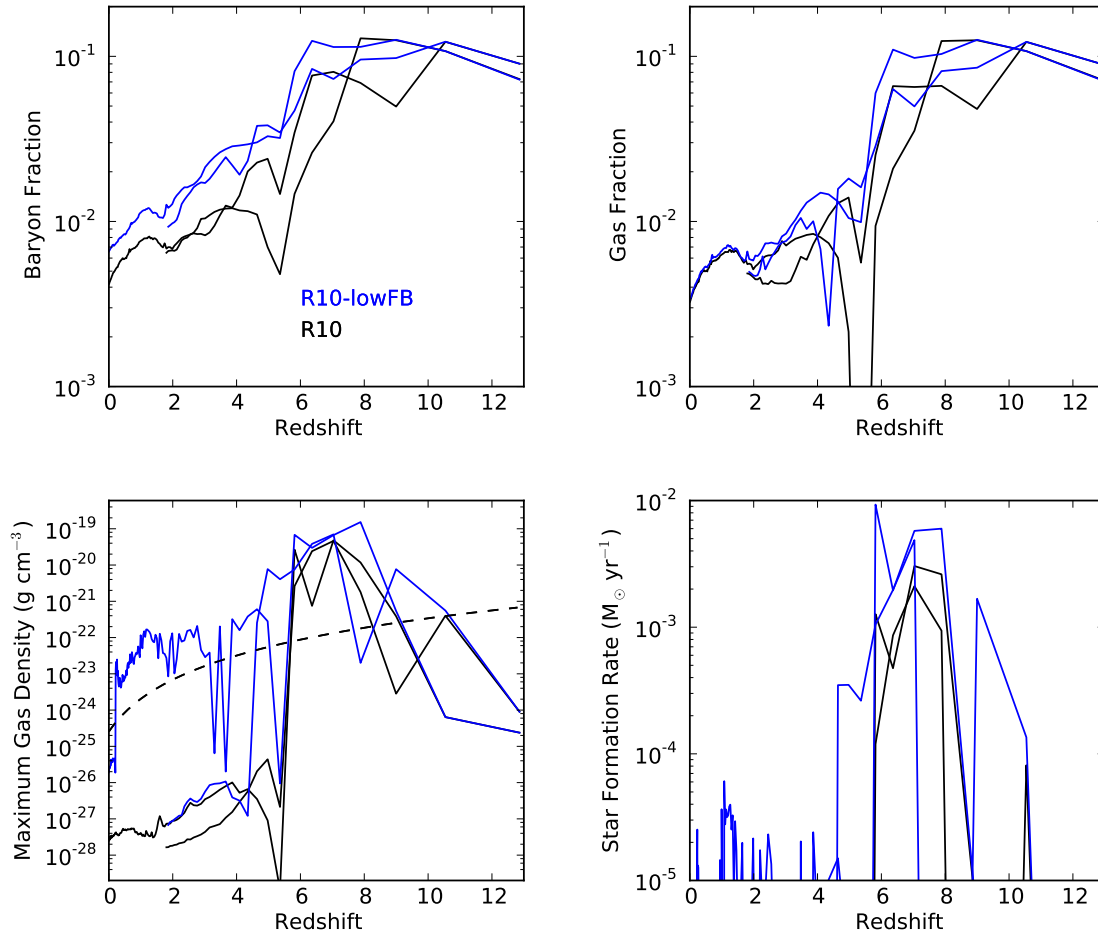 10⁻¹
10⁻²
10⁻³
Baryon Fraction
R10-lowFB
R10
0 2 4 6 8 10 12
Redshift
10⁻¹
10⁻²
10⁻³
Gas Fraction
0 2 4 6 8 10 12
Redshift
10⁻¹⁹
10⁻²⁰
10⁻²¹
10⁻²²
10⁻²³
10⁻²⁴
10⁻²⁵
10⁻²⁶
10⁻²⁷
10⁻²⁸
Maximum Gas Density (g cm⁻³)
0 2 4 6 8 10 12
Redshift
10⁻²
10⁻³
10⁻⁴
10⁻⁵
Star Formation Rate (M☉ yr⁻¹)
0 2 4 6 8 10 12
Redshift